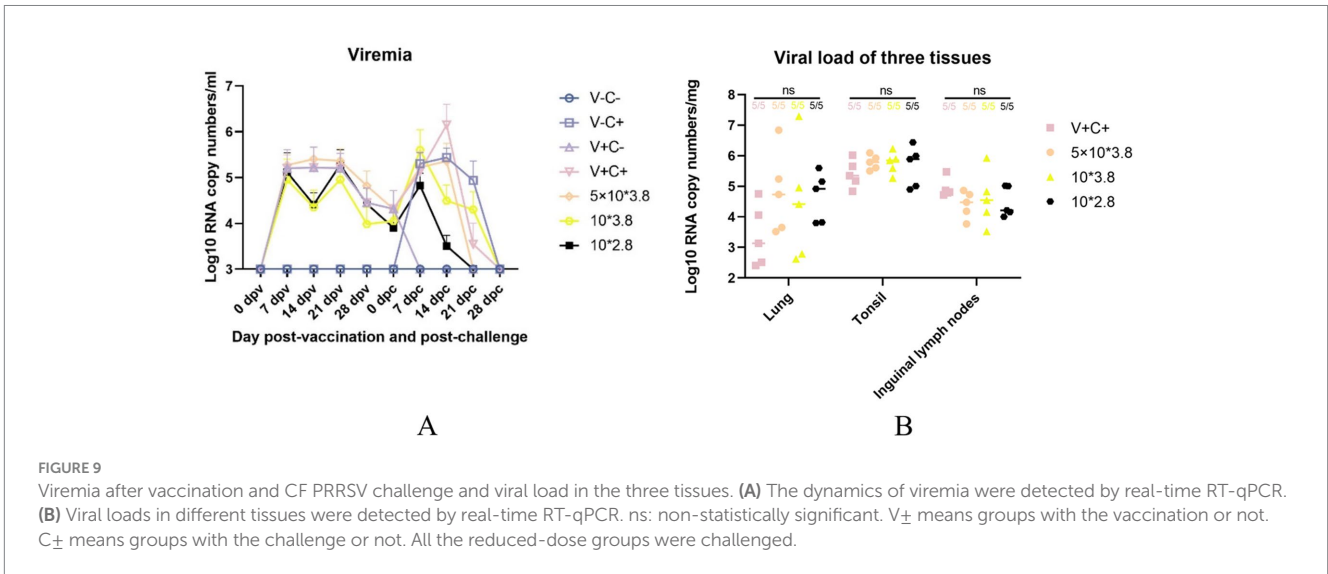 Viremia
Log10 RNA copy numbers/ml
7
6
5
4
3
0 dpv
7 dpv
14 dpv
21 dpv
28 dpv
0 dpc
7 dpc
14 dpc
21 dpc
28 dpc
Day post-vaccination and post-challenge
V-C-
V-C+
V+C-
V+C+
5×10*3.8
10*3.8
10*2.8
A
Viral load of three tissues
Log10 RNA copy numbers/mg
8
7
6
5
4
3
2
ns
ns
ns
5/5 5/5 5/5 5/5
5/5 5/5 5/5 5/5
5/5 5/5 5/5 5/5
Lung
Tonsil
Inguinal lymph nodes
V+C+
5×10*3.8
10*3.8
10*2.8
B
FIGURE 9
Viremia after vaccination and CF PRRSV challenge and viral load in the three tissues. (A) The dynamics of viremia were detected by real-time RT-qPCR.
(B) Viral loads in different tissues were detected by real-time RT-qPCR. ns: non-statistically significant. V± means groups with the vaccination or not.
C± means groups with the challenge or not. All the reduced-dose groups were challenged.